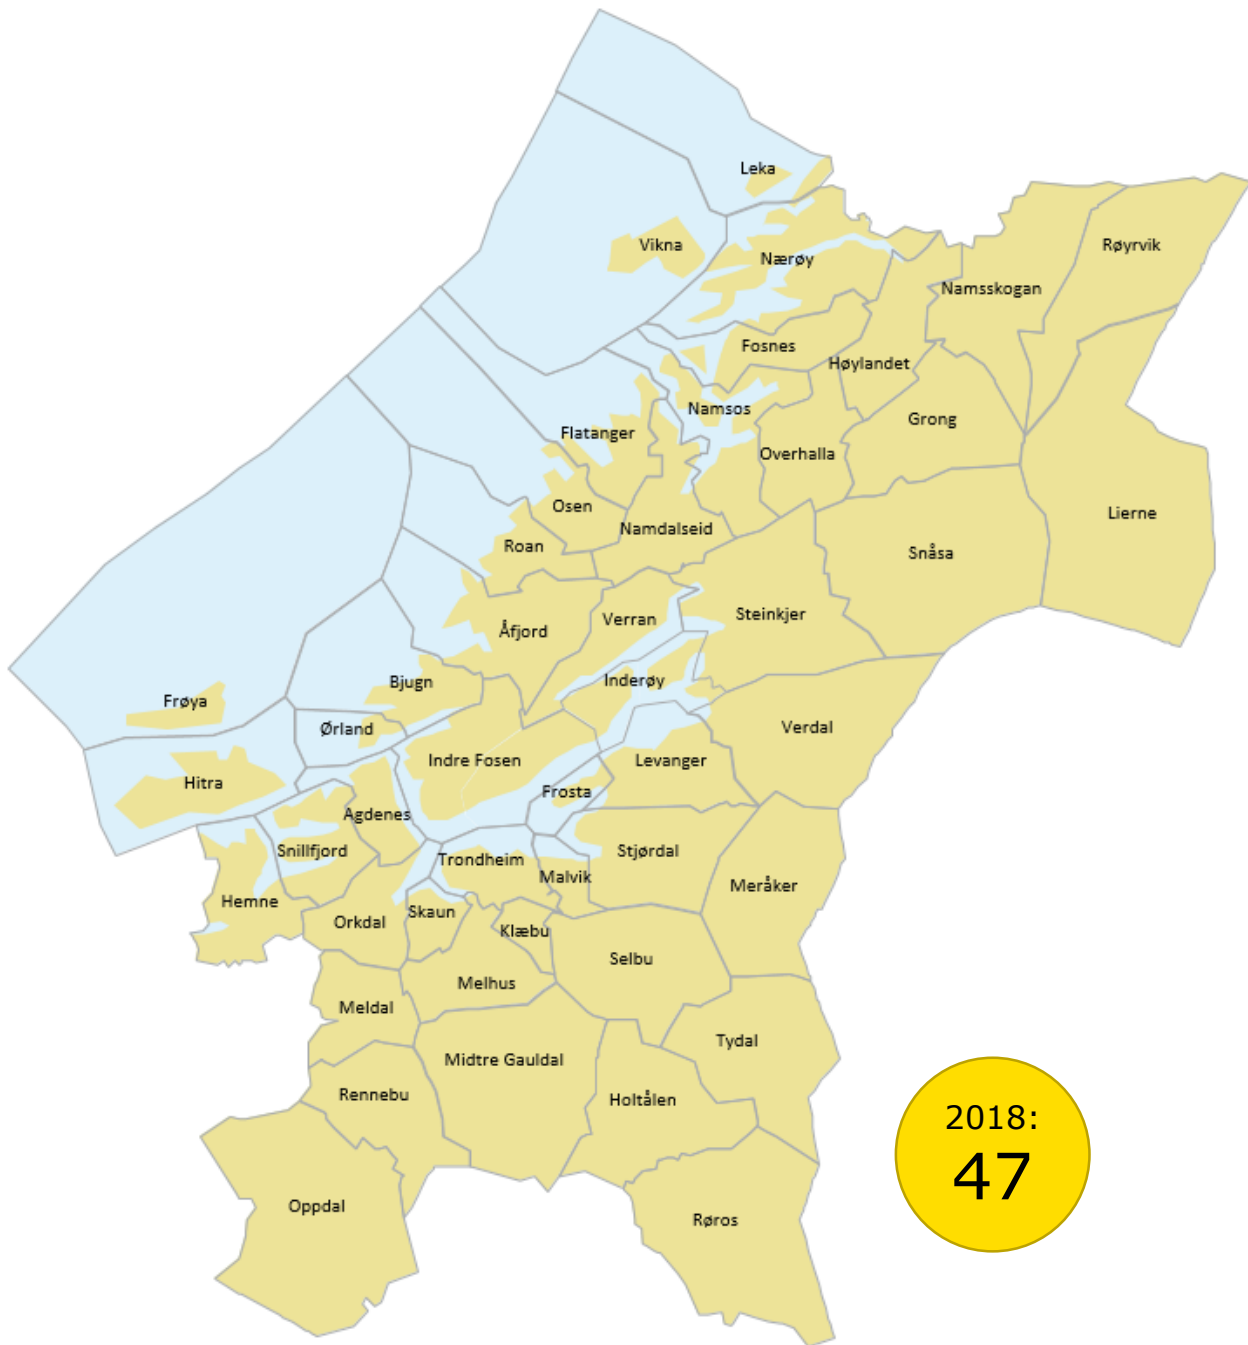 Leka
Vikna
Røyrvik
Nærøy
Namsskogan
Fosnes
Høylandet
Namsos
Grong
Flatanger
Overhalla
Osen
Lierne
Namdalseid
Roan
Snåsa
Steinkjer
Verran
Åfjord
Inderøy
Bjugn
Frøya
Verdal
Ørland
Indre Fosen
Levanger
Hitra
Frosta
Agdenes
Snillfjord
Stjørdal
Trondheim
Malvik
Meråker
Hemne
Skaun
Orkdal
Klæbu
Selbu
Melhus
Meldal
Tydal
Midtre Gauldal
Rennebu
Holtålen
Oppdal
Røros
2018:
47